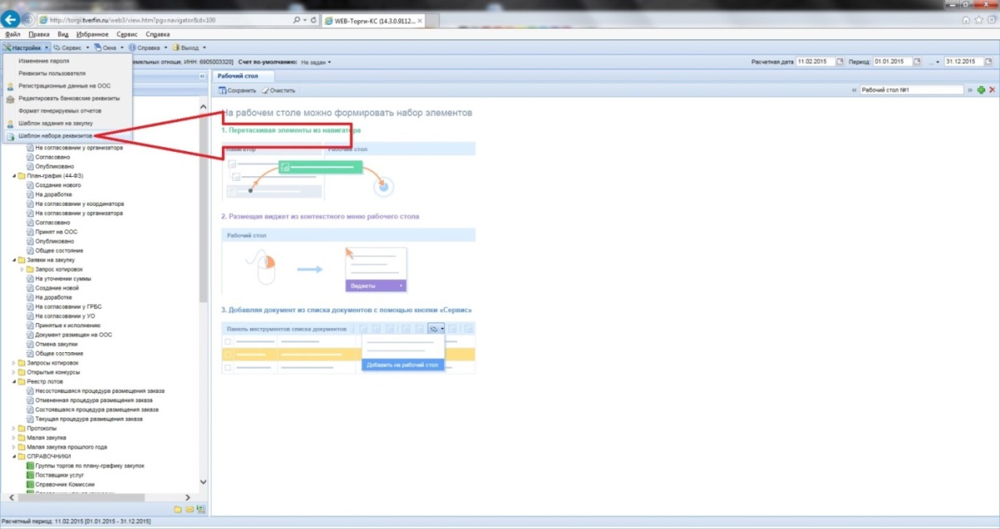 http://torgi.tverfin.ru/web3/view.htm?pg=navigator&d=100
WEB-Торги-КС (14.3.0.9112...
Файл Правка Вид Избранное Сервис Справка
Настройки Сервис Окна Справка Выход
Изменение пароля
Реквизиты пользователя
Регистрационные данные на ООС
Редактировать банковские реквизиты
Формат генерируемых отчетов
Шаблон задания на закупку
Шаблон набора реквизитов
ИНН: 6905003320] Счет по-умолчанию: Не задан
Расчетная дата 11.02.2015 Период 01.01.2015 ... 31.12.2015
Рабочий стол
Сохранить Очистить
Рабочий стол №1
На согласовании у организатора
Согласовано
Опубликовано
План-график (44-ФЗ)
Создание нового
На доработке
На согласовании у координатора
На согласовании у организатора
Согласовано
Принят на ООС
Опубликовано
Общее состояние
Заявки на закупку
Запрос котировок
На уточнении суммы
Создание новой
На доработке
На согласовании у ГРБС
На согласовании у УО
Принятые к исполнению
Документ размещен на ООС
Отмена закупки
Общее состояние
Запросы котировок
Открытые конкурсы
Реестр лотов
Несостоявшаяся процедура размещения заказа
Отмененная процедура размещения заказа
Состоявшаяся процедура размещения заказа
Текущая процедура размещения заказа
Протоколы
Малая закупка
Малая закупка прошлого года
СПРАВОЧНИКИ
Группы торгов по плану-графику закупок
Поставщики услуг
Справочник Комиссии
На рабочем столе можно формировать набор элементов
1. Перетаскивая элементы из навигатора
Навигатор Рабочий стол
2. Размещая виджет из контекстного меню рабочего стола
Рабочий стол
Виджеты
3. Добавляя документ из списка документов с помощью кнопки «Сервис»
Панель инструментов списка документов
Добавить на рабочий стол
Расчетный период: 11.02.2015 [01.01.2015 - 31.12.2015]